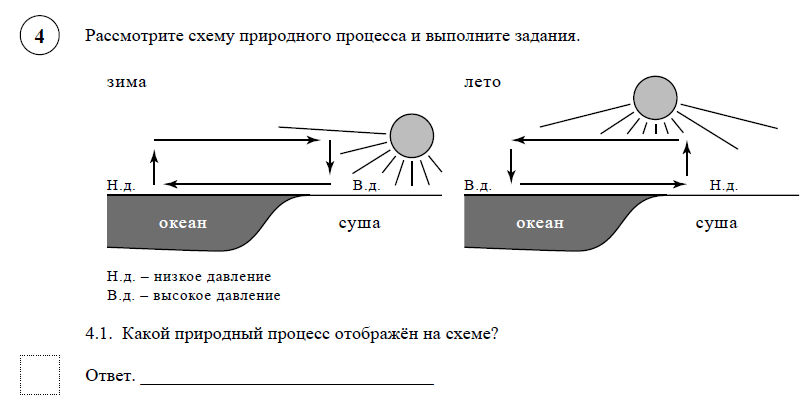 4 Рассмотрите схему природного процесса и выполните задания.
зима лето
Н.д. В.д. В.д. Н.д.
океан суша океан суша
Н.д. – низкое давление
В.д. – высокое давление
4.1. Какой природный процесс отображён на схеме?
Ответ. ________________________________